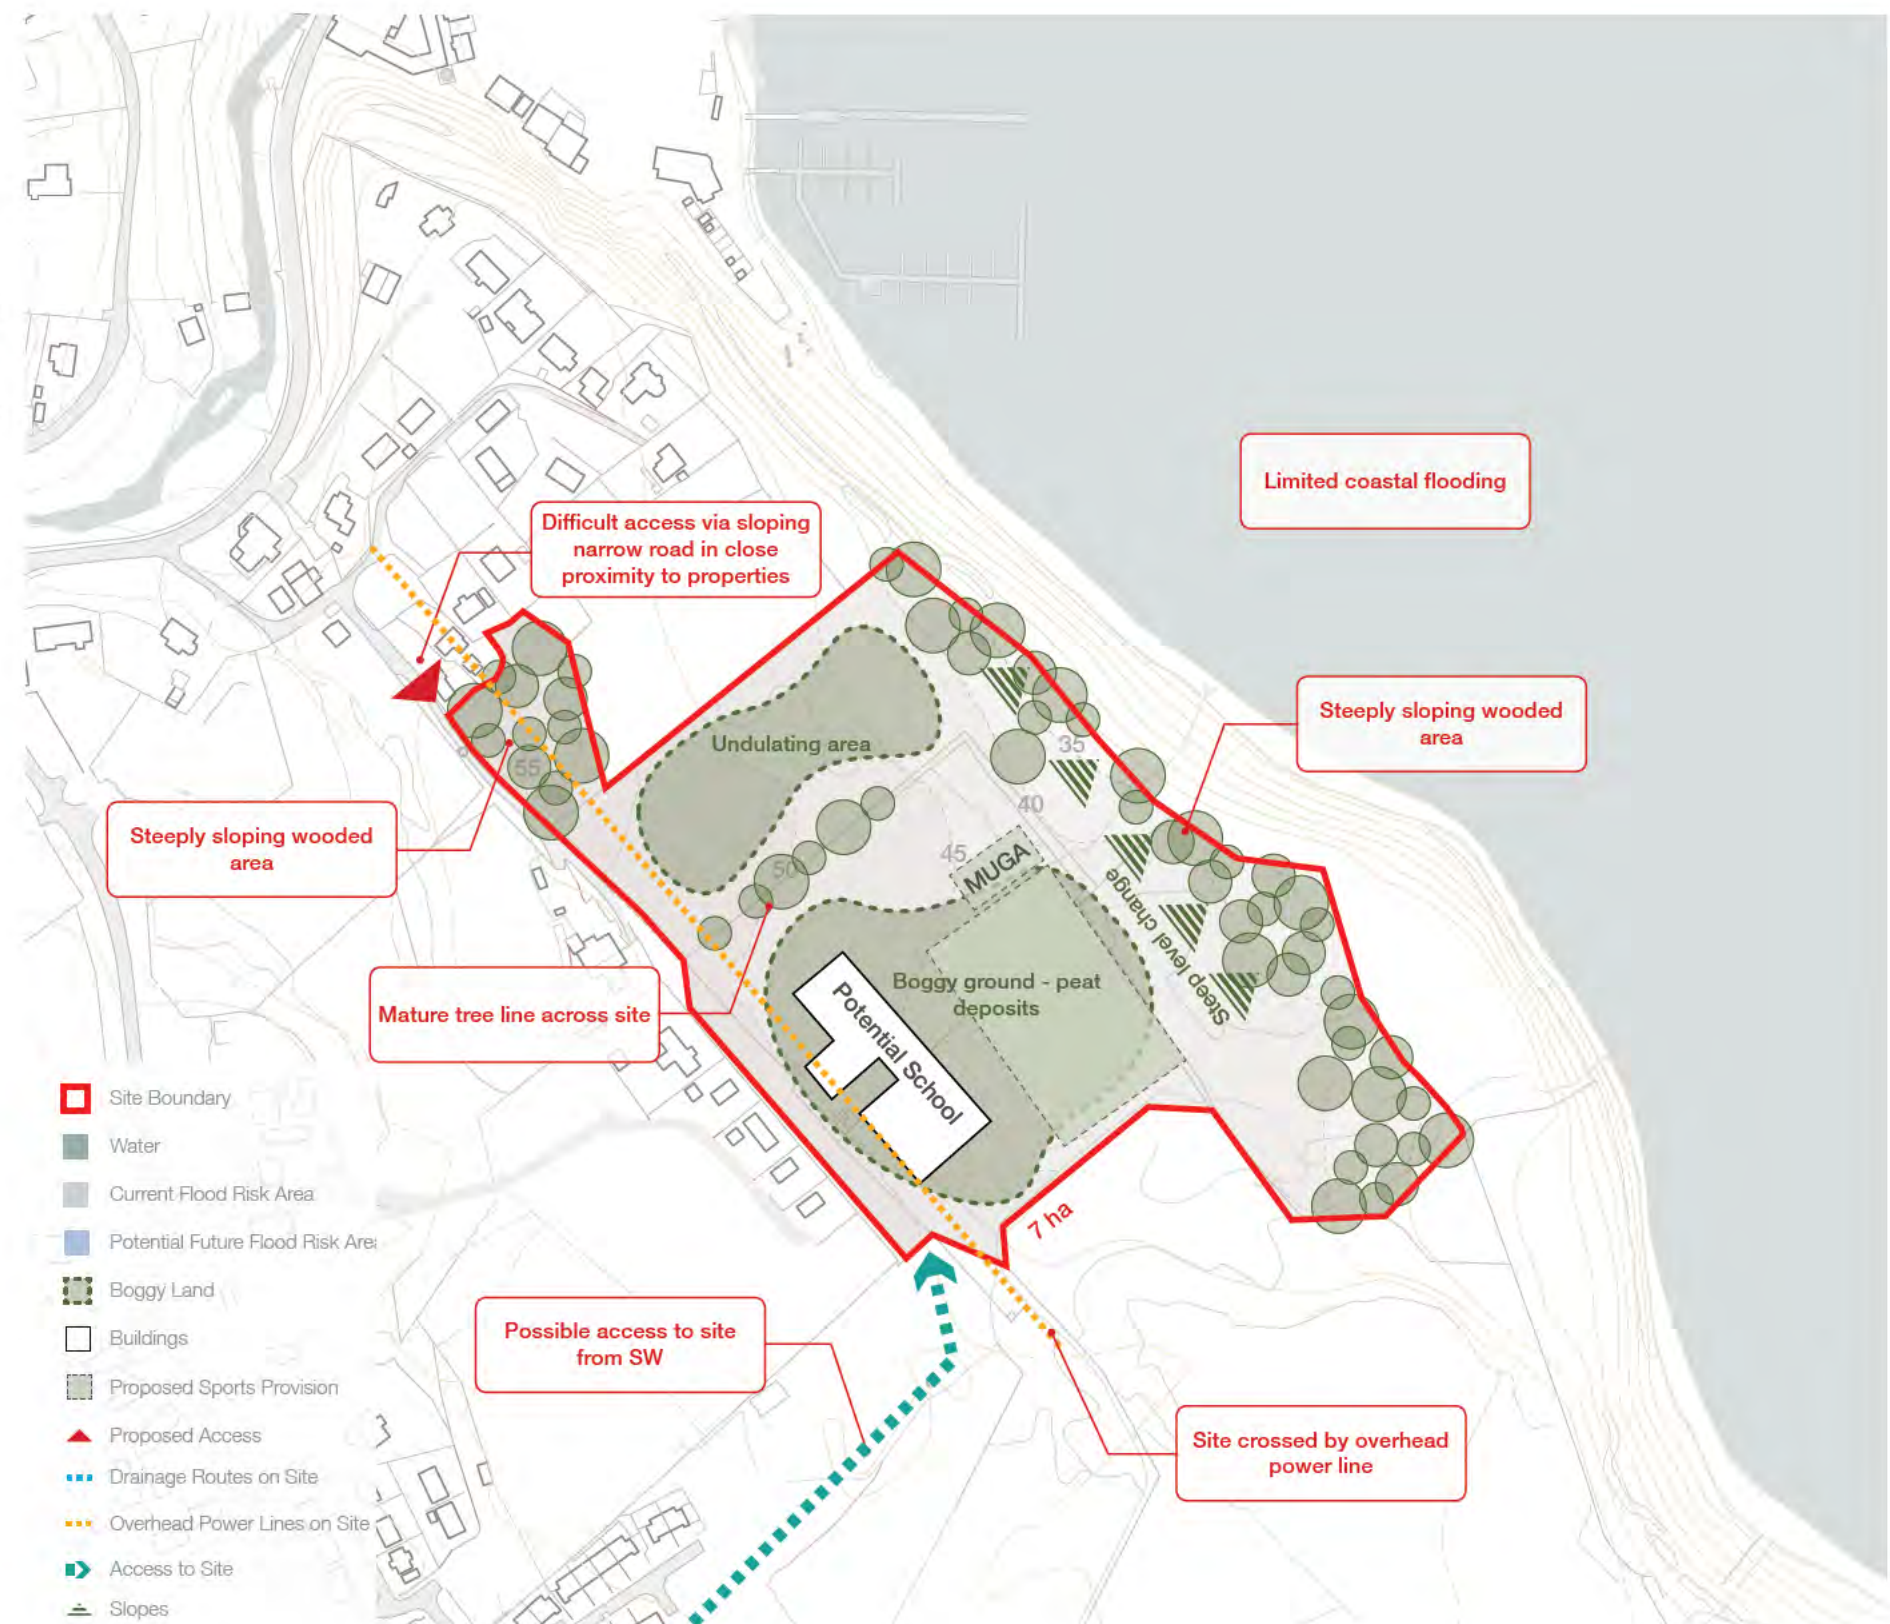 Limited coastal flooding
Difficult access via sloping
narrow road in close
proximity to properties
Steeply sloping wooded
area
Undulating area
35
55
40
Steeply sloping wooded
area
45
MUGA
50
Steep level change
Mature tree line across site
Boggy ground - peat
deposits
Potential School
7 ha
Possible access to site
from SW
Site crossed by overhead
power line
Site Boundary
Water
Current Flood Risk Area
Potential Future Flood Risk Area
Boggy Land
Buildings
Proposed Sports Provision
Proposed Access
Drainage Routes on Site
Overhead Power Lines on Site
Access to Site
Slopes